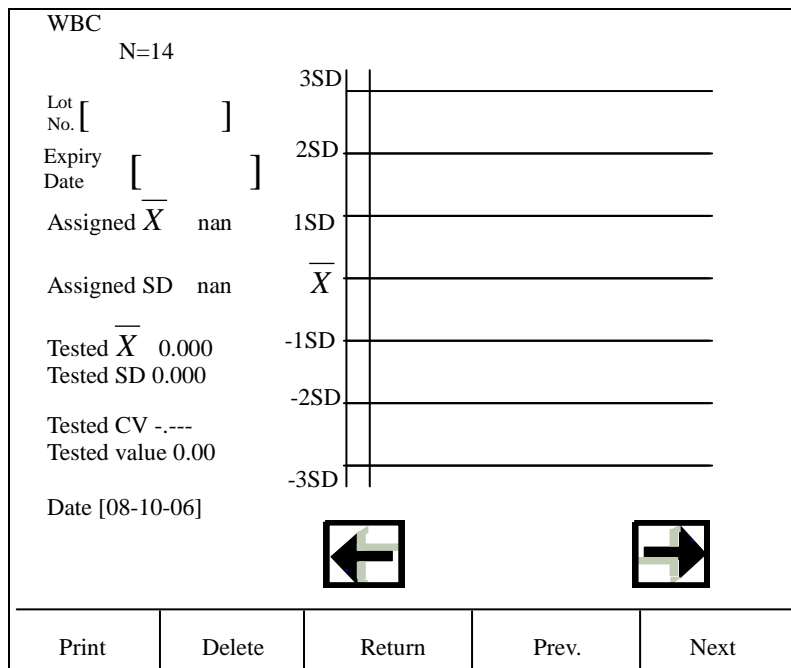 WBC
N=14
Lot
No. [ ]
Expiry
Date [ ]
Assigned X̅ nan
Assigned SD nan
Tested X̅ 0.000
Tested SD 0.000
Tested CV -.---
Tested value 0.00
Date [08-10-06]
3SD
2SD
1SD
X̅
-1SD
-2SD
-3SD
Print Delete Return Prev. Next